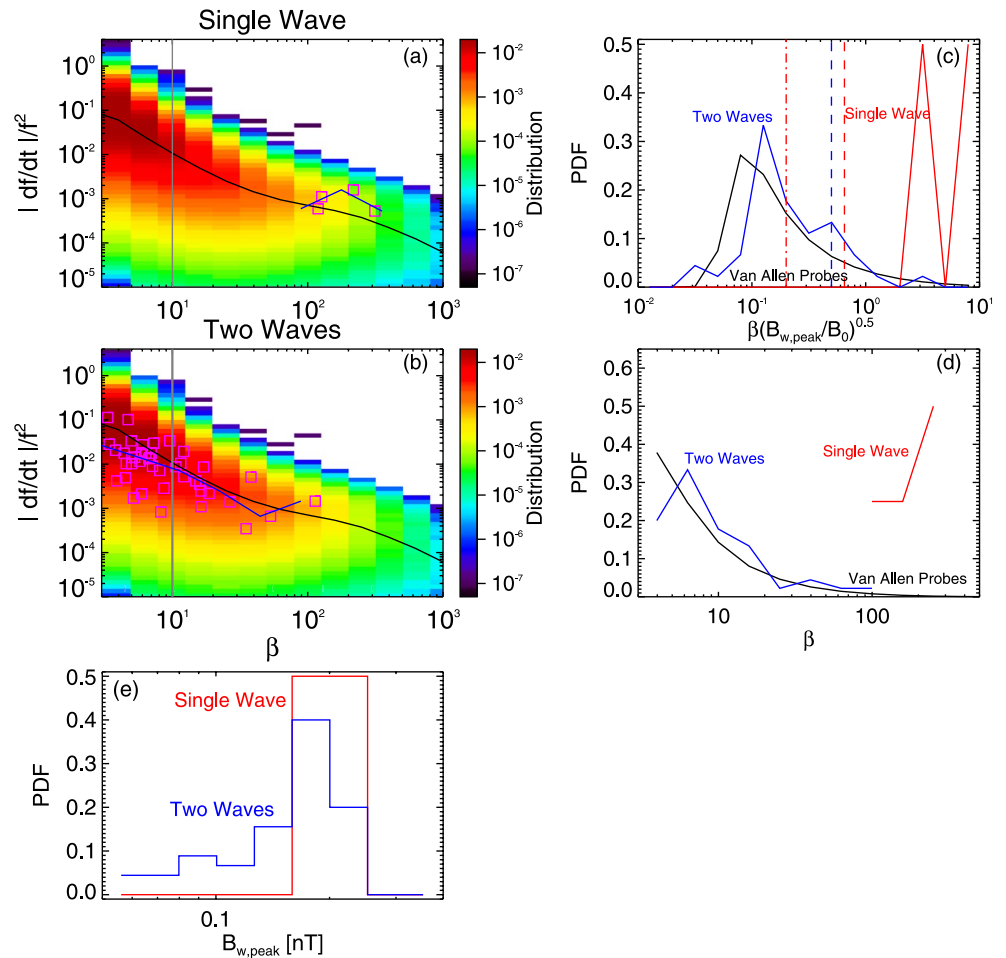 Single Wave
(a)
10^0
10^-1
10^-2
10^-3
10^-4
10^-5
| df/dt |/f^2
10^1
10^2
10^3
10^-2
10^-3
10^-4
10^-5
10^-6
10^-7
Distribution
(c)
0.5
0.4
0.3
0.2
0.1
0.0
PDF
Two Waves
Single Wave
Van Allen Probes
10^-2
10^-1
10^0
10^1
β(B_w,peak/B_0)^0.5
Two Waves
(b)
10^0
10^-1
10^-2
10^-3
10^-4
10^-5
| df/dt |/f^2
10^1
10^2
10^3
β
10^-2
10^-3
10^-4
10^-5
10^-6
10^-7
Distribution
(d)
0.6
0.5
0.4
0.3
0.2
0.1
0.0
PDF
Two Waves
Single Wave
Van Allen Probes
10
100
β
(e)
0.5
0.4
0.3
0.2
0.1
0.0
PDF
Single Wave
Two Waves
0.1
B_w,peak [nT]